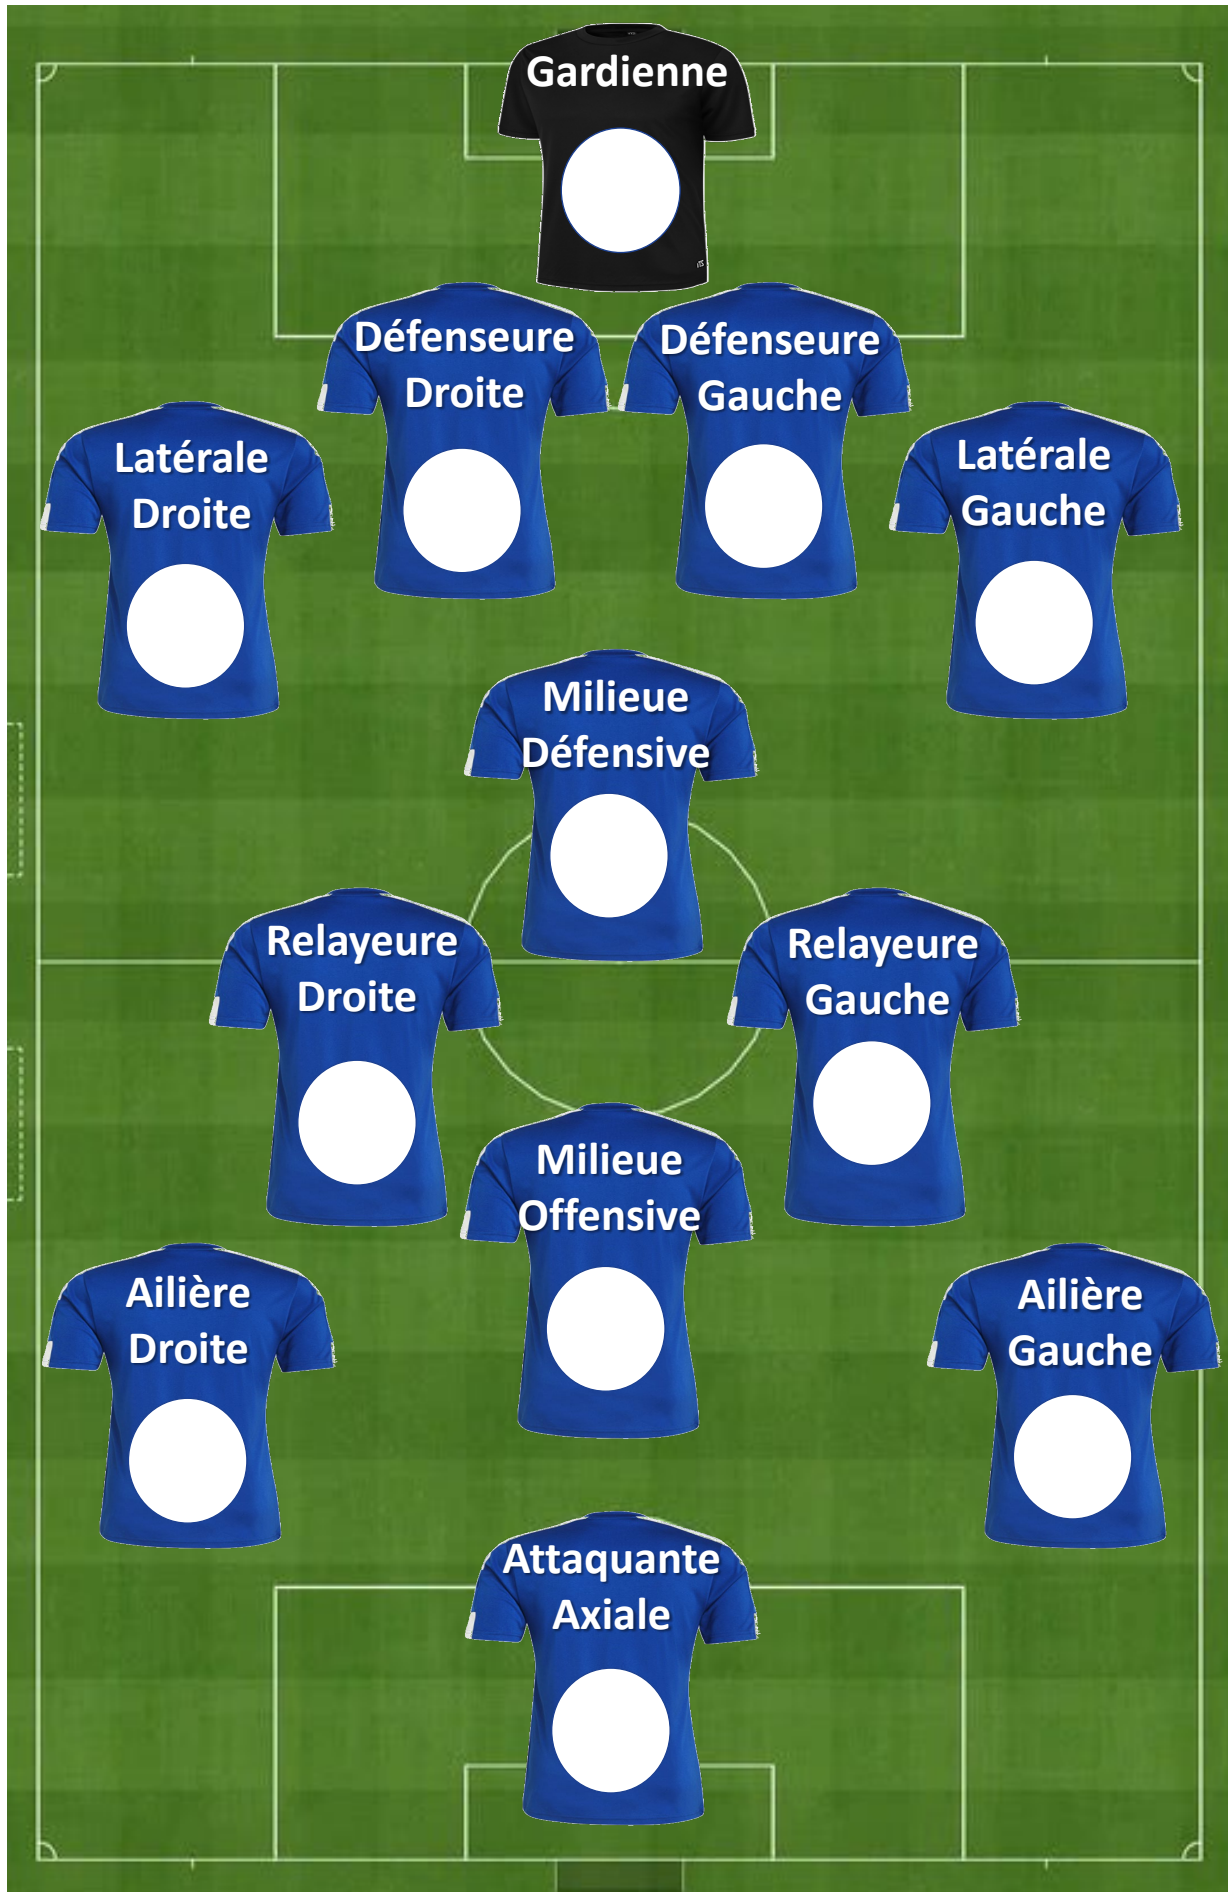 Gardienne
Défenseure
Droite
Défenseure
Gauche
Latérale
Droite
Latérale
Gauche
Milieue
Défensive
Relayeure
Droite
Relayeure
Gauche
Milieue
Offensive
Ailière
Droite
Ailière
Gauche
Attaquante
Axiale